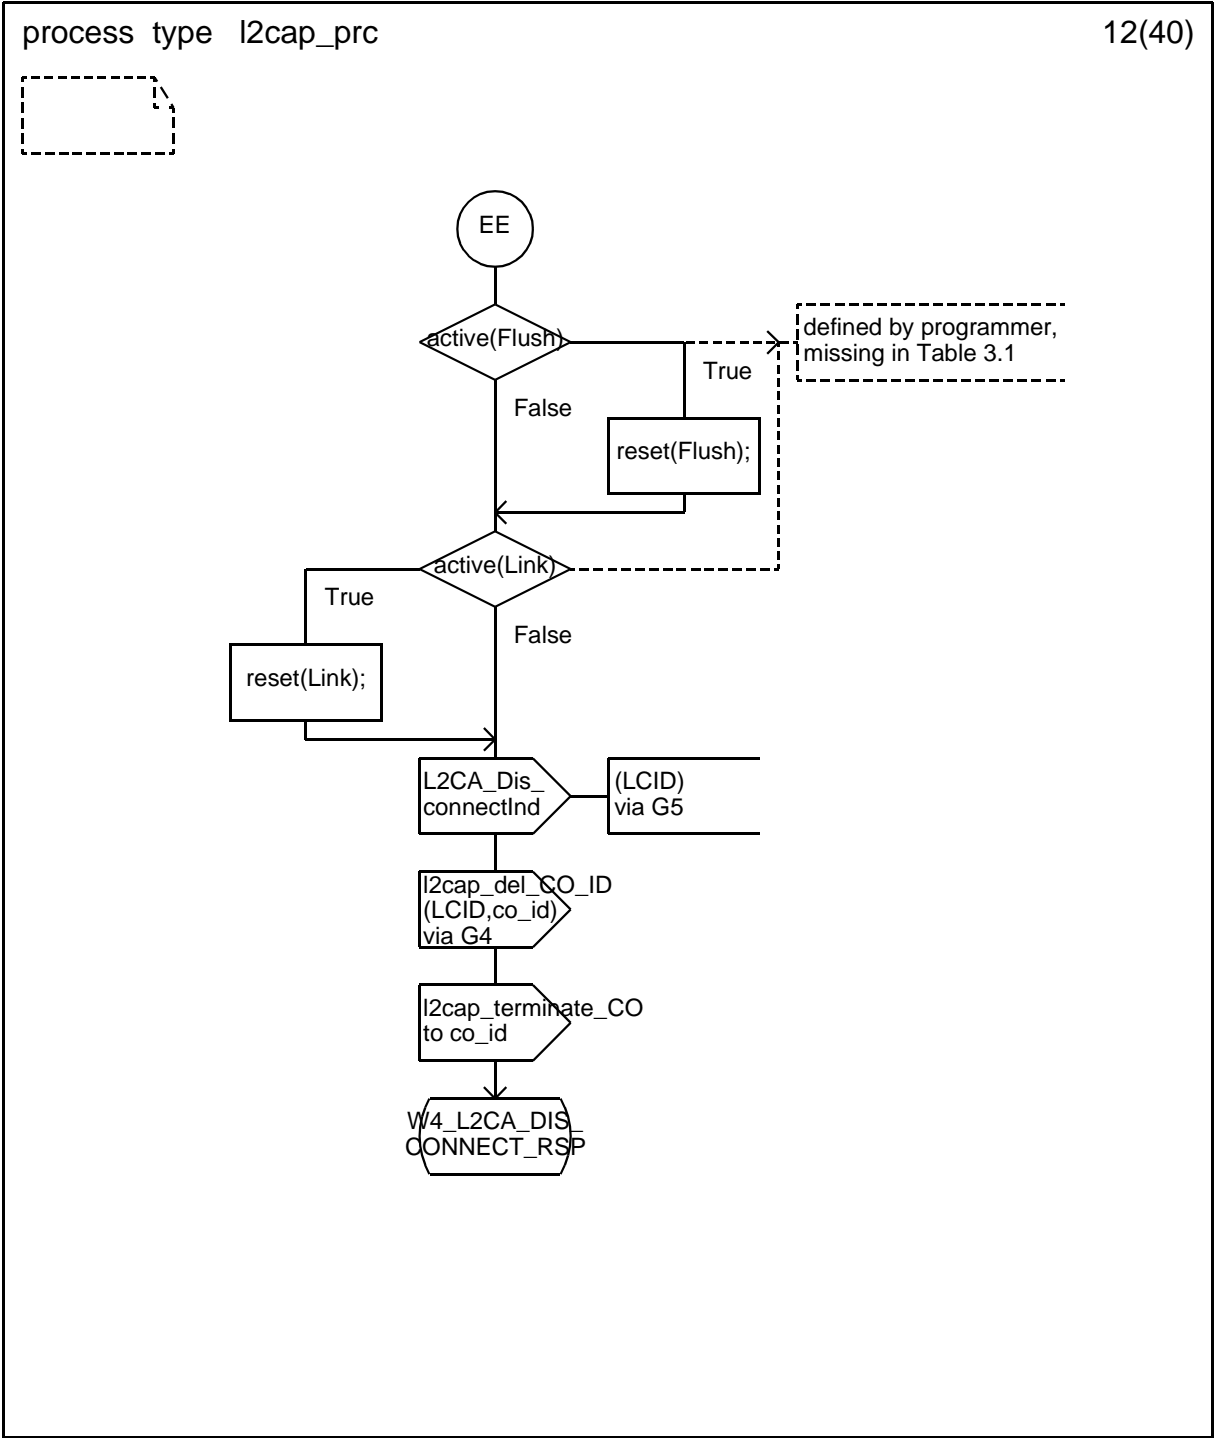 process type l2cap_prc
12(40)
EE
active(Flush)
defined by programmer,
missing in Table 3.1
True
False
reset(Flush);
active(Link)
True
False
reset(Link);
L2CA_Dis_
connectInd
(LCID)
via G5
l2cap_del_CO_ID
(LCID,co_id)
via G4
l2cap_terminate_CO
to co_id
W4_L2CA_DIS_
CONNECT_RSP